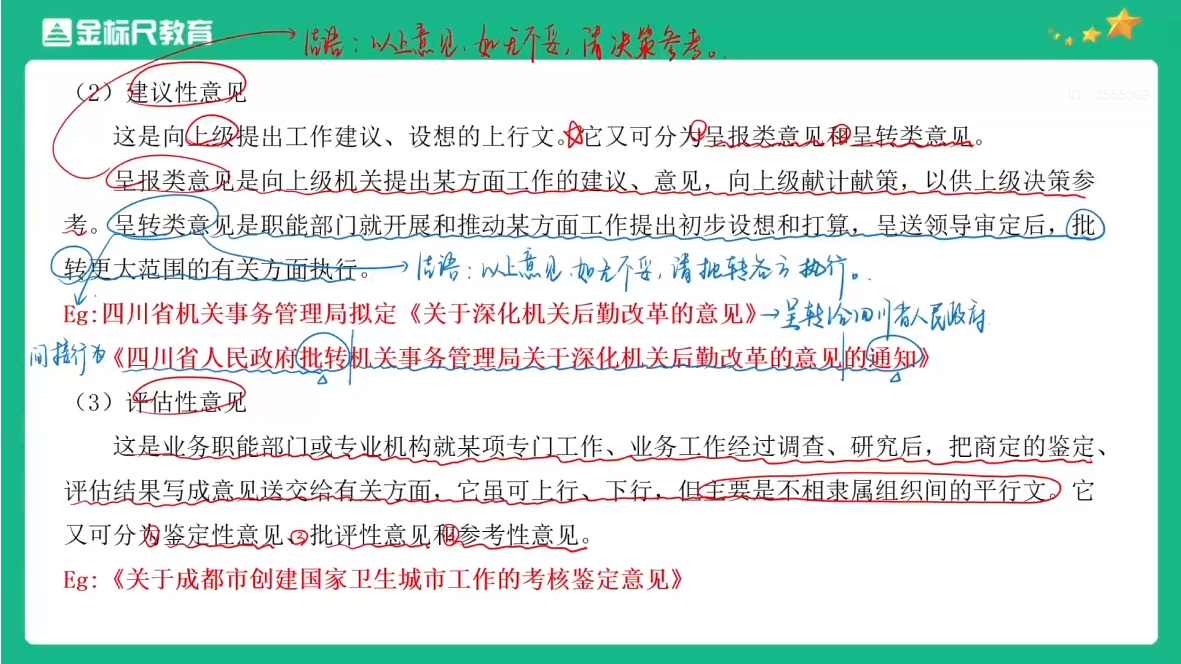 金标尺教育
结语：以上意见，如无不妥，请决策参考。
ID: 3555369
（2）建议性意见
这是向上级提出工作建议、设想的上行文。它又可分为①呈报类意见和②呈转类意见。
呈报类意见是向上级机关提出某方面工作的建议、意见，向上级献计献策，以供上级决策参
考。呈转类意见是职能部门就开展和推动某方面工作提出初步设想和打算，呈送领导审定后，批
转更大范围的有关方面执行。
结语：以上意见，如无不妥，请批转各方执行。
Eg:四川省机关事务管理局拟定《关于深化机关后勤改革的意见》
呈转给四川省人民政府
间接行为
《四川省人民政府批转机关事务管理局关于深化机关后勤改革的意见的通知》
（3）评估性意见
这是业务职能部门或专业机构就某项专门工作、业务工作经过调查、研究后，把商定的鉴定、
评估结果写成意见送交给有关方面，它虽可上行、下行，但主要是不相隶属组织间的平行文。它
又可分为①鉴定性意见、③批评性意见和②参考性意见。
Eg:《关于成都市创建国家卫生城市工作的考核鉴定意见》